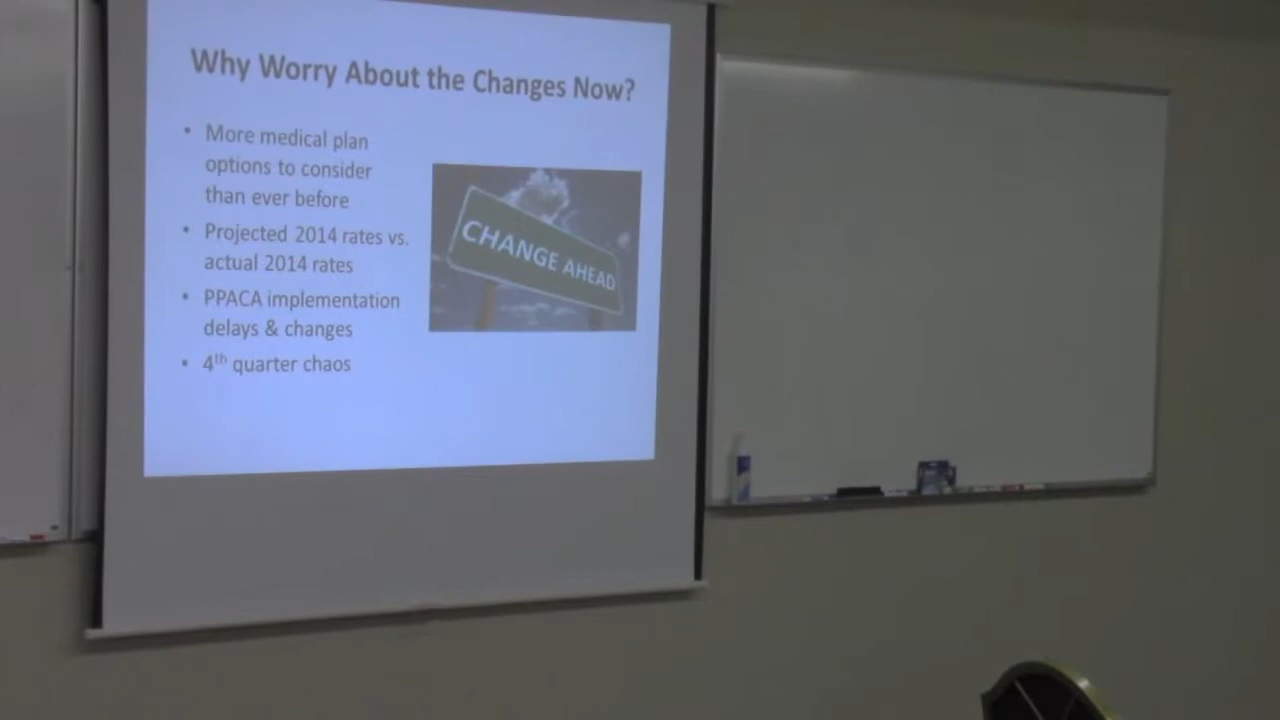 Why Worry About the Changes Now?
• More medical plan
options to consider
than ever before
• Projected 2014 rates vs.
actual 2014 rates
• PPACA implementation
delays & changes
• 4th quarter chaos
CHANGE AHEAD